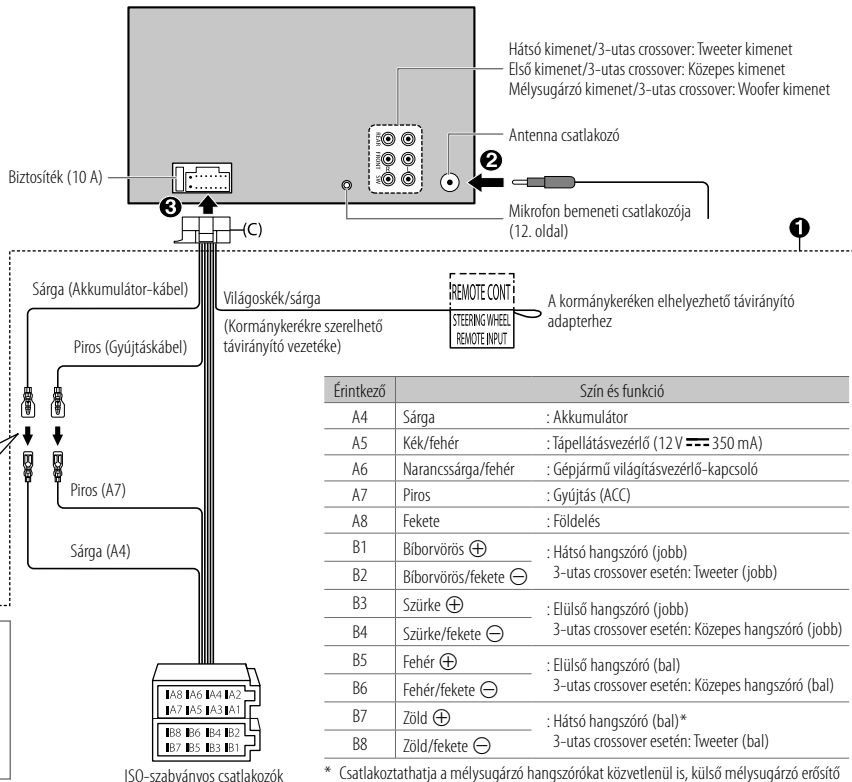 Hátsó kimenet/3-utas crossover: Tweeter kimenet
Első kimenet/3-utas crossover: Közepes kimenet
Mélysugárzó kimenet/3-utas crossover: Woofer kimenet
Antenna csatlakozó
REAR FRONT SW
❷
Biztosíték (10 A)
❸
Mikrofon bemeneti csatlakozója
(12. oldal)
(C)
❶
Sárga (Akkumulátor-kábel)
Világoskék/sárga
(Kormánykerékre szerelhető
távirányító vezetéke)
REMOTE CONT
STEERING WHEEL
REMOTE INPUT
A kormánykeréken elhelyezhető távirányító
adapterhez
Piros (Gyújtáskábel)
Piros (A7)
Sárga (A4)
Érintkező Szín és funkció
A4 Sárga : Akkumulátor
A5 Kék/fehér : Tápellátásvezérlő (12 V ⎓ 350 mA)
A6 Narancssárga/fehér : Gépjármű világításvezérlő-kapcsoló
A7 Piros : Gyújtás (ACC)
A8 Fekete : Földelés
B1 Bíborvörös ⊕ : Hátsó hangszóró (jobb)
B2 Bíborvörös/fekete ⊖ 3-utas crossover esetén: Tweeter (jobb)
B3 Szürke ⊕ : Elülső hangszóró (jobb)
B4 Szürke/fekete ⊖ 3-utas crossover esetén: Közepes hangszóró (jobb)
B5 Fehér ⊕ : Elülső hangszóró (bal)
B6 Fehér/fekete ⊖ 3-utas crossover esetén: Közepes hangszóró (bal)
B7 Zöld ⊕ : Hátsó hangszóró (bal)*
B8 Zöld/fekete ⊖ 3-utas crossover esetén: Tweeter (bal)
A8 A6 A4 A2
A7 A5 A3 A1
B8 B6 B4 B2
B7 B5 B3 B1
ISO-szabványos csatlakozók
* Csatlakoztathatja a mélysugárzó hangszórókat közvetlenül is, külső mélysugárzó erősítő